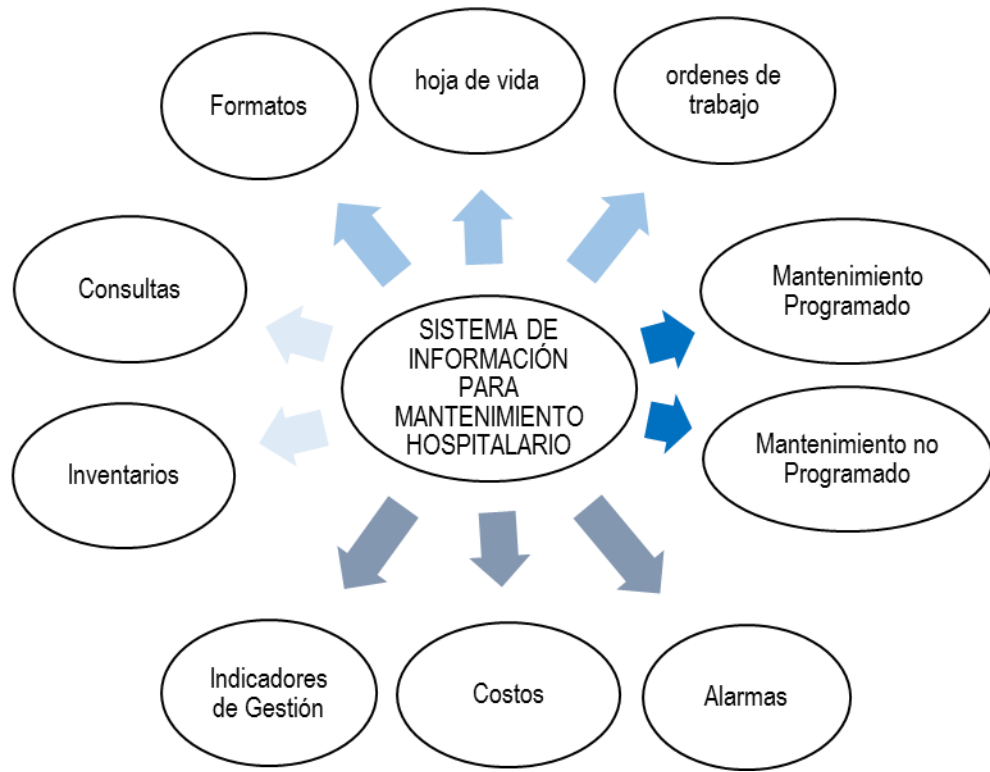 Formatos
hoja de vida
ordenes de
trabajo
Consultas
SISTEMA DE
INFORMACIÓN
PARA
MANTENIMIENTO
HOSPITALARIO
Mantenimiento
Programado
Inventarios
Mantenimiento no
Programado
Indicadores
de Gestión
Costos
Alarmas